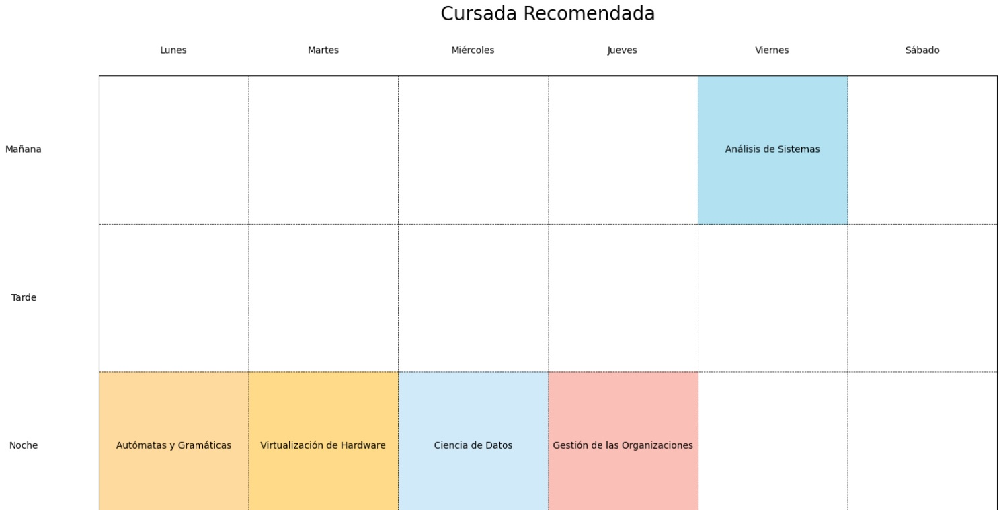 Cursada Recomendada
Lunes Martes Miércoles Jueves Viernes Sábado
Mañana Análisis de Sistemas
Tarde
Noche Autómatas y Gramáticas Virtualización de Hardware Ciencia de Datos Gestión de las Organizaciones